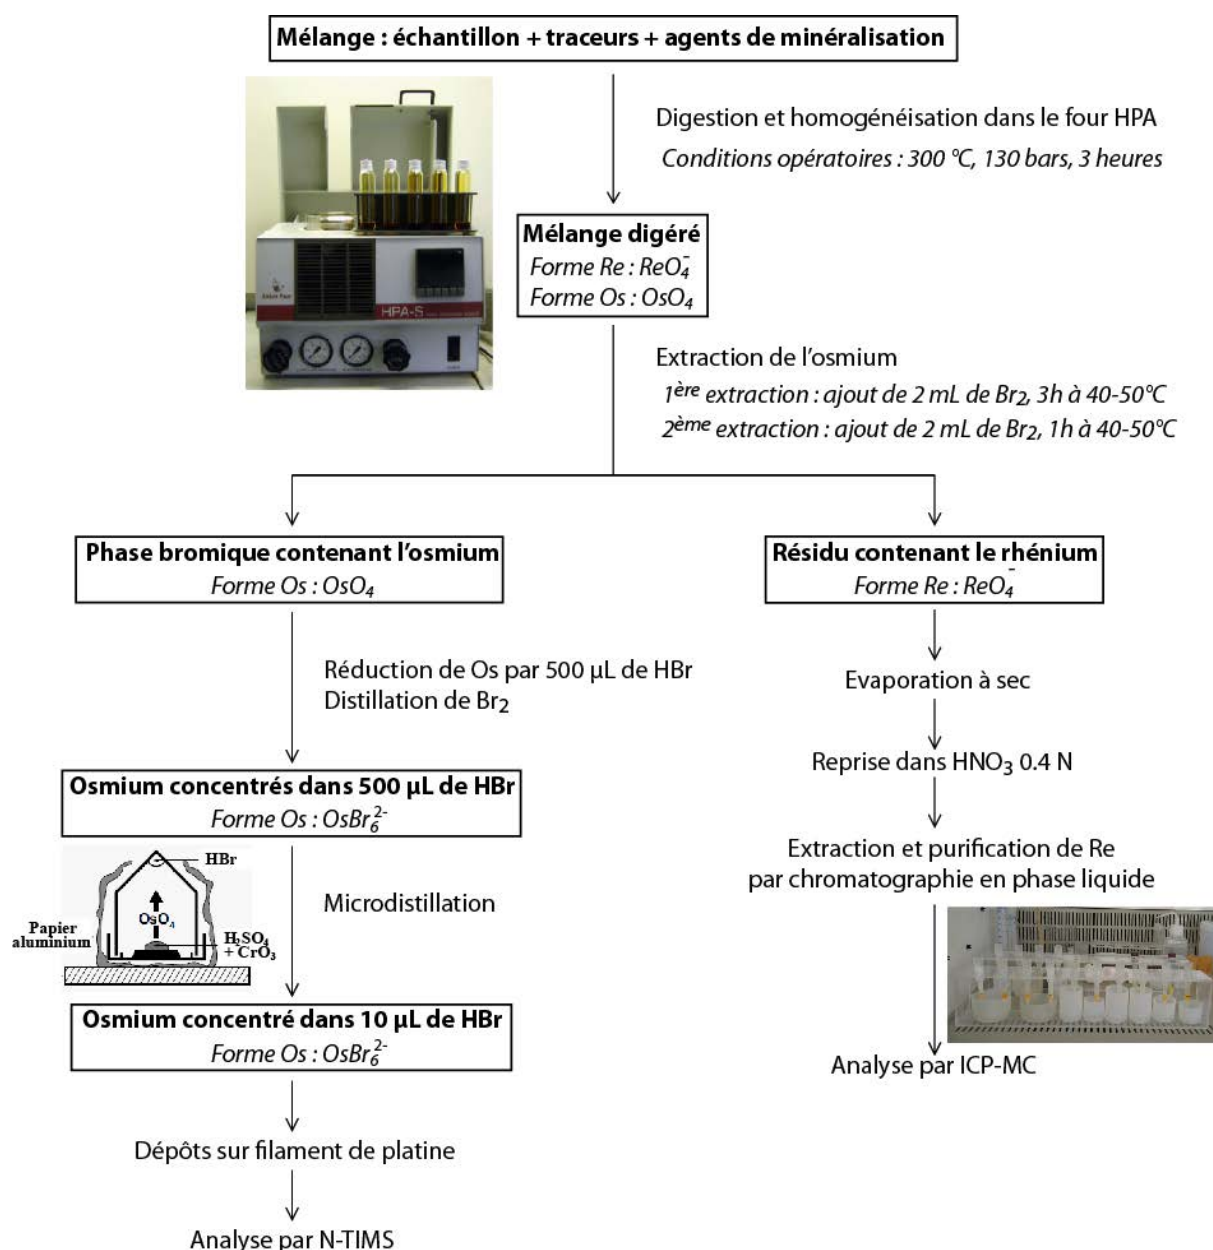 Mélange : échantillon + traceurs + agents de minéralisation
Digestion et homogénéisation dans le four HPA
Conditions opératoires : 300 °C, 130 bars, 3 heures
HPA-S
Mélange digéré
Forme Re : ReO4-
Forme Os : OsO4
Extraction de l'osmium
1ère extraction : ajout de 2 mL de Br2, 3h à 40-50°C
2ème extraction : ajout de 2 mL de Br2, 1h à 40-50°C
Phase bromique contenant l'osmium
Forme Os : OsO4
Résidu contenant le rhénium
Forme Re : ReO4-
Réduction de Os par 500 µL de HBr
Distillation de Br2
Evaporation à sec
Reprise dans HNO3 0.4 N
Osmium concentrés dans 500 µL de HBr
Forme Os : OsBr6 2-
HBr
OsO4
Papier
aluminium
H2SO4
+ CrO3
Microdistillation
Extraction et purification de Re
par chromatographie en phase liquide
Osmium concentré dans 10 µL de HBr
Forme Os : OsBr6 2-
Analyse par ICP-MC
Dépôts sur filament de platine
Analyse par N-TIMS